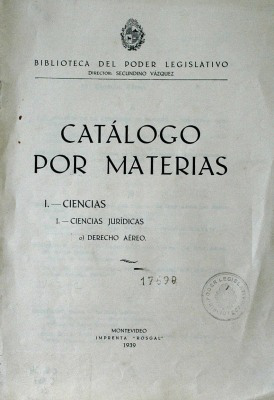 BIBLIOTECA DEL PODER LEGISLATIVO
DIRECTOR: SECUNDINO VÁZQUEZ
CATÁLOGO
POR MATERIAS
I.—CIENCIAS
1.—CIENCIAS JURÍDICAS
a) DERECHO AÉREO.
MONTEVIDEO
IMPRENTA "ROSGAL"
1939